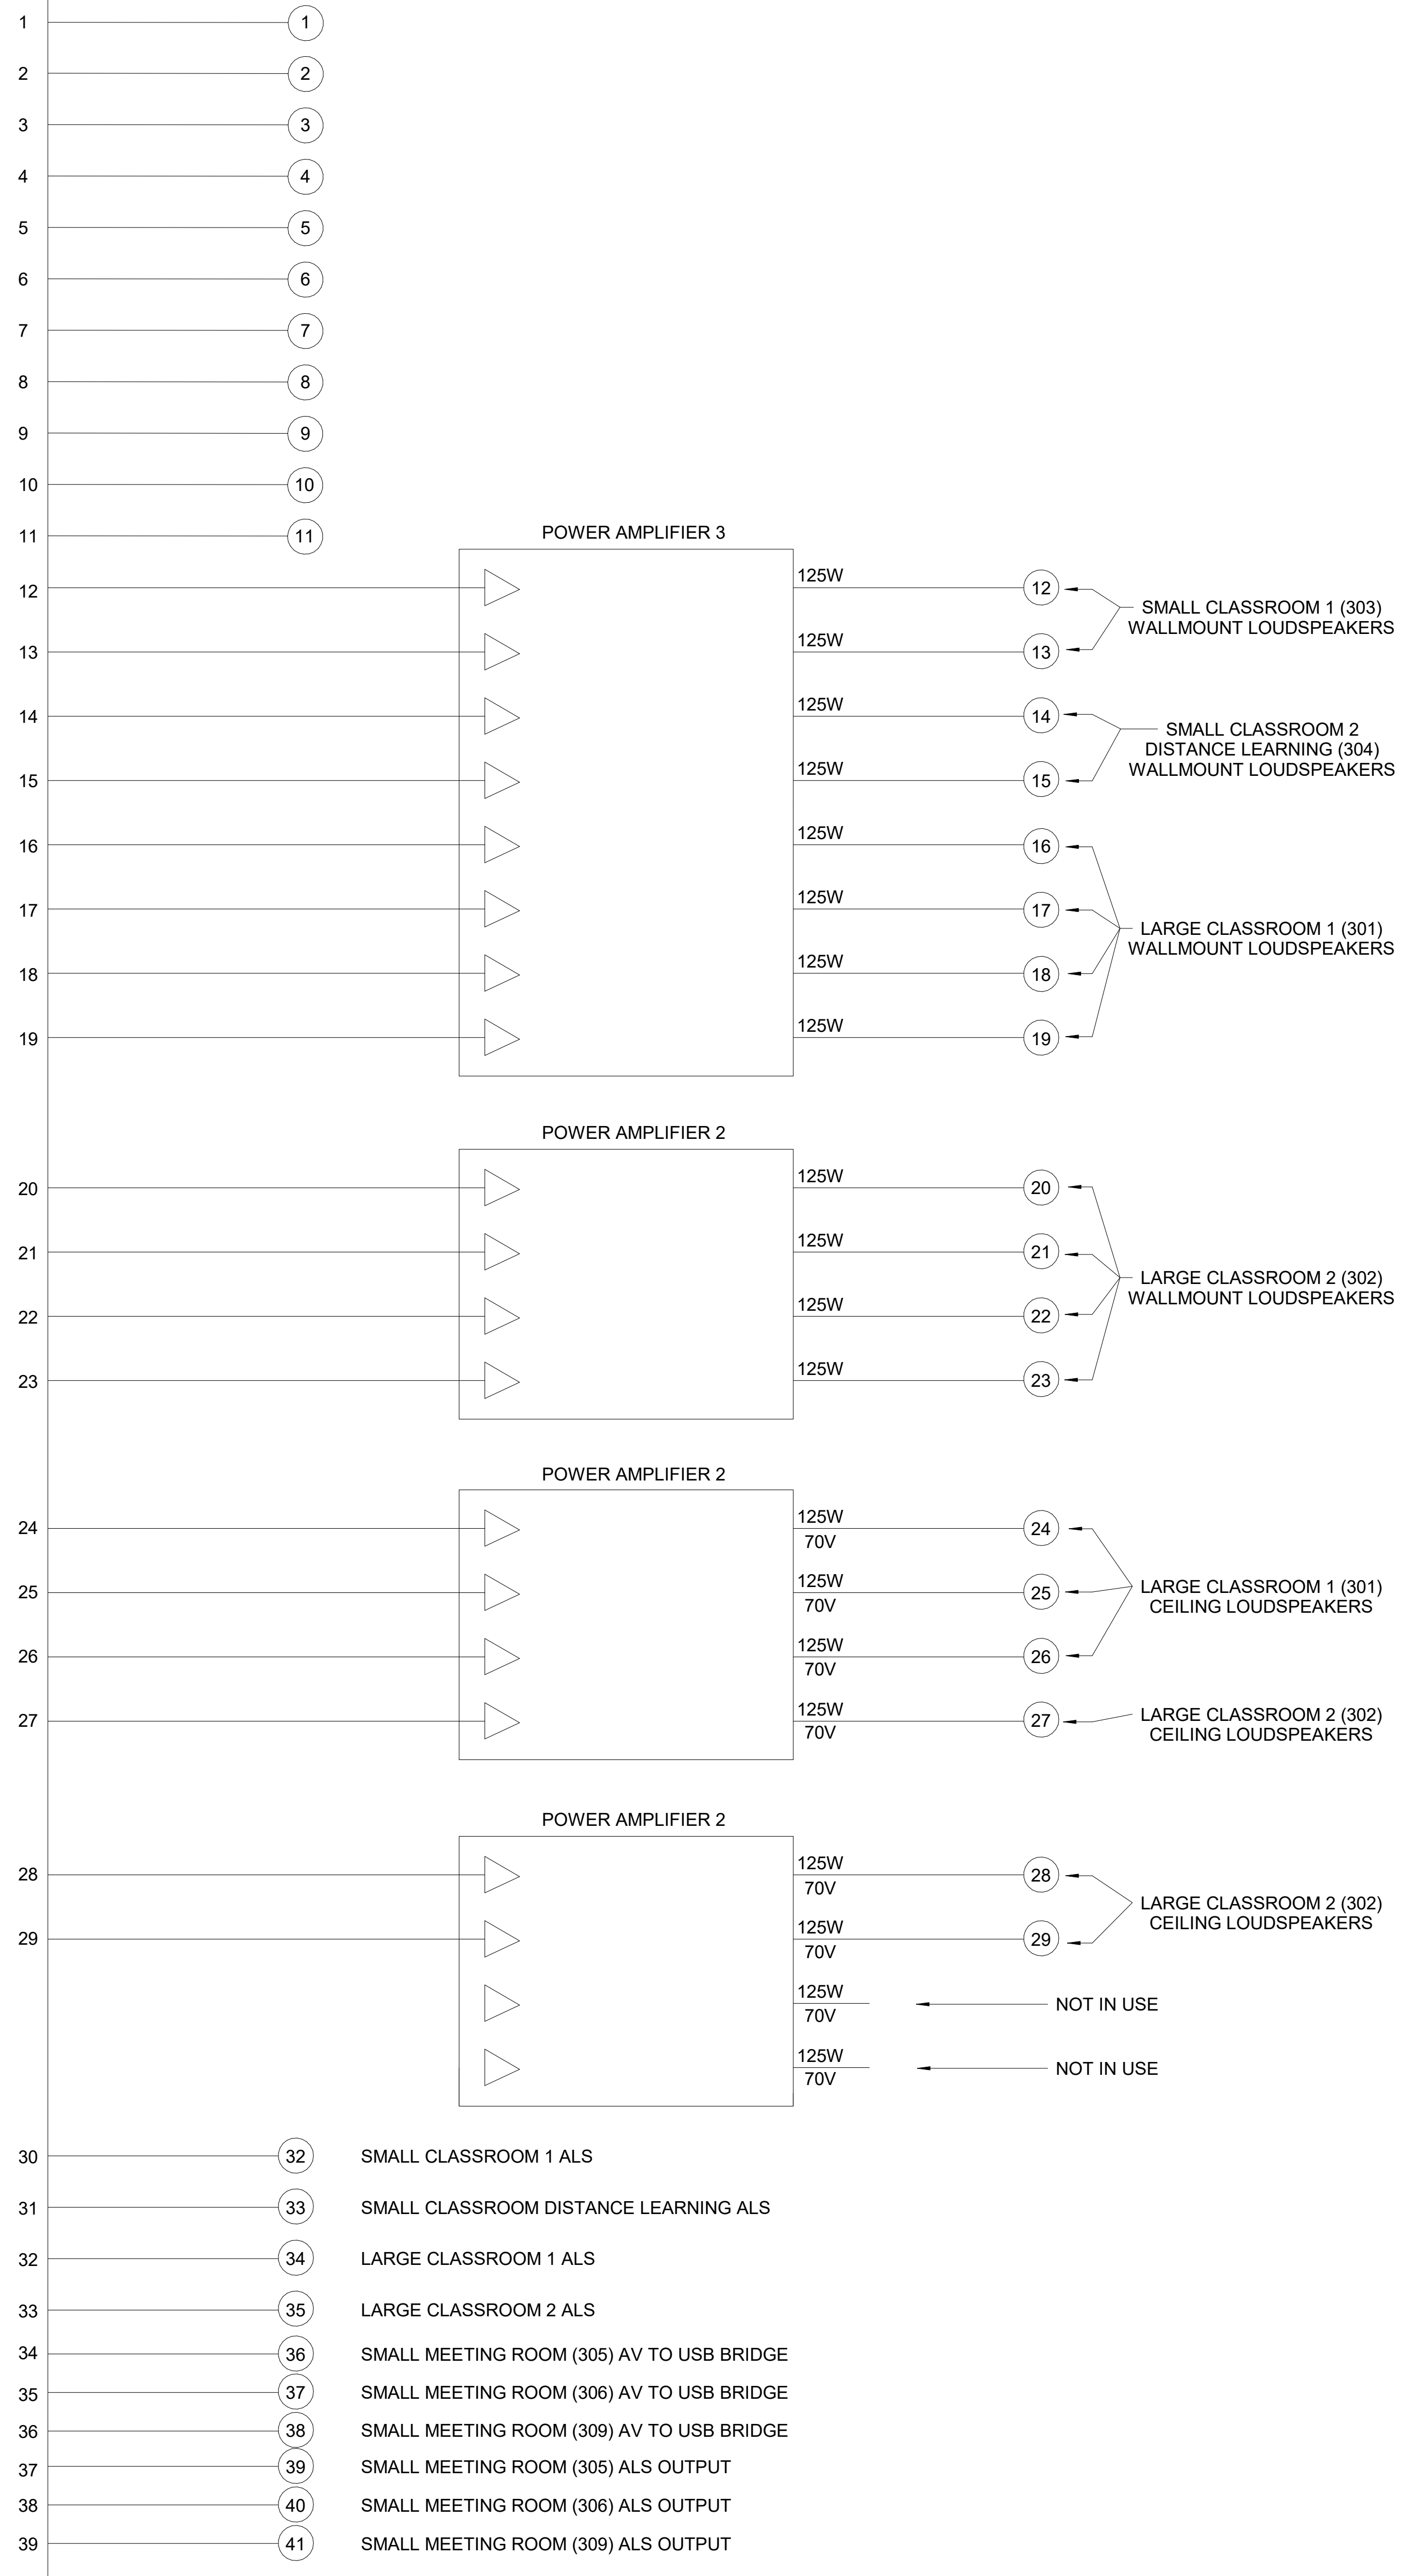 1 1
2 2
3 3
4 4
5 5
6 6
7 7
8 8
9 9
10 10
11 11
POWER AMPLIFIER 3
12 125W 12
SMALL CLASSROOM 1 (303)
WALLMOUNT LOUDSPEAKERS
13 125W 13
14 125W 14
SMALL CLASSROOM 2
DISTANCE LEARNING (304)
WALLMOUNT LOUDSPEAKERS
15 125W 15
16 125W 16
17 125W 17
LARGE CLASSROOM 1 (301)
WALLMOUNT LOUDSPEAKERS
18 125W 18
19 125W 19
POWER AMPLIFIER 2
20 125W 20
21 125W 21
LARGE CLASSROOM 2 (302)
WALLMOUNT LOUDSPEAKERS
22 125W 22
23 125W 23
POWER AMPLIFIER 2
24 125W 24
70V
25 125W 25
70V
LARGE CLASSROOM 1 (301)
CEILING LOUDSPEAKERS
26 125W 26
70V
27 125W 27
70V
LARGE CLASSROOM 2 (302)
CEILING LOUDSPEAKERS
POWER AMPLIFIER 2
28 125W 28
70V
LARGE CLASSROOM 2 (302)
CEILING LOUDSPEAKERS
29 125W 29
70V
125W
70V
NOT IN USE
125W
70V
NOT IN USE
30 32 SMALL CLASSROOM 1 ALS
31 33 SMALL CLASSROOM DISTANCE LEARNING ALS
32 34 LARGE CLASSROOM 1 ALS
33 35 LARGE CLASSROOM 2 ALS
34 36 SMALL MEETING ROOM (305) AV TO USB BRIDGE
35 37 SMALL MEETING ROOM (306) AV TO USB BRIDGE
36 38 SMALL MEETING ROOM (309) AV TO USB BRIDGE
37 39 SMALL MEETING ROOM (305) ALS OUTPUT
38 40 SMALL MEETING ROOM (306) ALS OUTPUT
39 41 SMALL MEETING ROOM (309) ALS OUTPUT